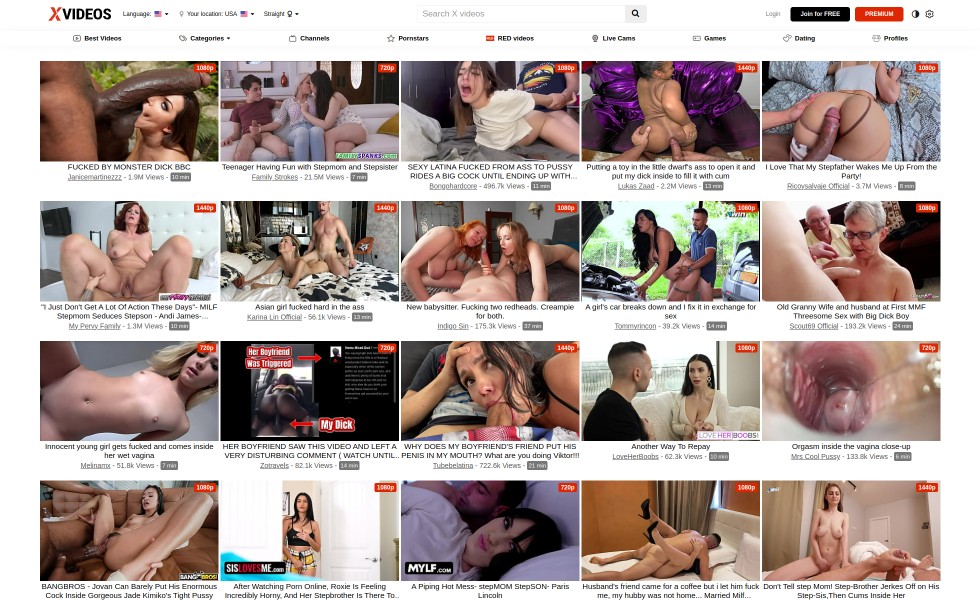 XVIDEOS
Language:
Your location: USA
Straight
Search X videos
Login
Join for FREE
PREMIUM
Best Videos
Categories
Channels
Pornstars
RED videos
Live Cams
Games
Dating
Profiles
1080p
720p
1080p
1440p
1080p
FAMILYSPANKS.com
FUCKED BY MONSTER DICK BBC
Janicemartinezzz - 1.9M Views - 10 min
Teenager Having Fun with Stepmom and Stepsister
Family Strokes - 21.5M Views - 7 min
SEXY LATINA FUCKED FROM ASS TO PUSSY
RIDES A BIG COCK UNTIL ENDING UP WITH...
Bongohardcore - 496.7k Views - 11 min
Putting a toy in the little dwarf's ass to open it and
put my dick inside to fill it with cum
Lukas Zaad - 2.2M Views - 13 min
I Love That My Stepfather Wakes Me Up From the
Party!
Ricoysalvaje Official - 3.7M Views - 8 min
1440p
1440p
1080p
1080p
1080p
"I Just Don't Get A Lot Of Action These Days"- MILF
Stepmom Seduces Stepson - Andi James-...
My Pervy Family - 1.3M Views - 10 min
Asian girl fucked hard in the ass
Karina Lin Official - 56.1k Views - 13 min
New babysitter. Fucking two redheads. Creampie
for both.
Indigo Sin - 175.3k Views - 37 min
A girl's car breaks down and I fix it in exchange for
sex
Tommyrincon - 39.2k Views - 14 min
Old Granny Wife and husband at First MMF
Threesome Sex with Big Dick Boy
Scout69 Official - 193.2k Views - 24 min
720p
720p
1440p
1080p
720p
Her Boyfriend
Was Triggered
My Dick
LOVE HER BOOBS!
Innocent young girl gets fucked and comes inside
her wet vagina
Melinamx - 51.8k Views - 7 min
HER BOYFRIEND SAW THIS VIDEO AND LEFT A
VERY DISTURBING COMMENT ( WATCH UNTIL...
Zotravels - 82.1k Views - 14 min
WHY DOES MY BOYFRIEND'S FRIEND PUT HIS
PENIS IN MY MOUTH? What are you doing Viktor!!!
Tubebelatina - 722.6k Views - 21 min
Another Way To Repay
LoveHerBoobs - 62.3k Views - 10 min
Orgasm inside the vagina close-up
Mrs Cool Pussy - 133.8k Views - 6 min
1080p
1080p
720p
1080p
1440p
BANGBROS!
SISLOVESME.COM
MYLF.COM
BANGBROS - Jovan Can Barely Put His Enormous
Cock Inside Gorgeous Jade Kimiko's Tight Pussy
After Watching Porn Online, Roxie Is Feeling
Incredibly Horny, And Her Stepbrother Is There To...
A Piping Hot Mess- stepMOM StepSON- Paris
Lincoln
Husband's friend came for a coffee but i let him fuck
me, my hubby was not home... Married Milf...
Don't Tell step Mom! Step-Brother Jerkes Off on His
Step-Sis,Then Cums Inside Her